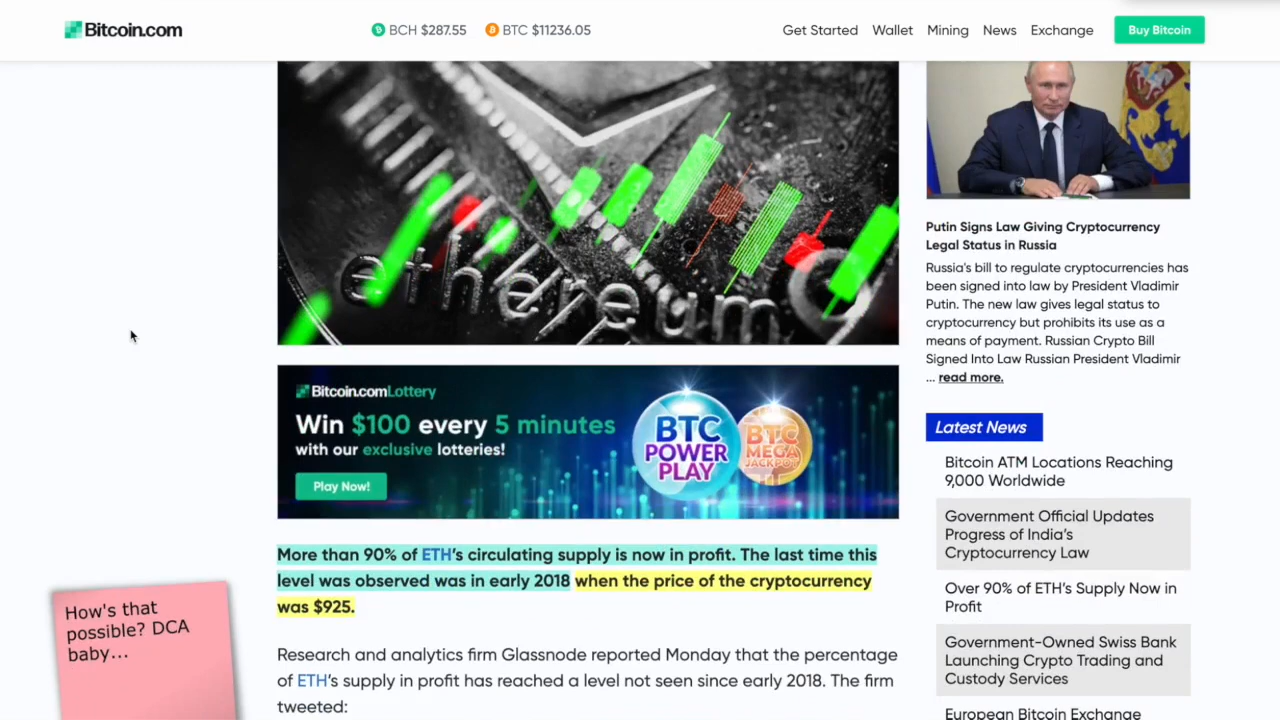 Bitcoin.com
BCH $287.55
BTC $11236.05
Get Started
Wallet
Mining
News
Exchange
Buy Bitcoin
ethereum
Bitcoin.comLottery
Win $100 every 5 minutes
with our exclusive lotteries!
Play Now!
BTC
POWER
PLAY
BTC
MEGA
JACKPOT
More than 90% of ETH's circulating supply is now in profit. The last time this
level was observed was in early 2018 when the price of the cryptocurrency
was $925.
Research and analytics firm Glassnode reported Monday that the percentage
of ETH's supply in profit has reached a level not seen since early 2018. The firm
tweeted:
How's that
possible? DCA
baby...
Putin Signs Law Giving Cryptocurrency
Legal Status in Russia
Russia's bill to regulate cryptocurrencies has
been signed into law by President Vladimir
Putin. The new law gives legal status to
cryptocurrency but prohibits its use as a
means of payment. Russian Crypto Bill
Signed Into Law Russian President Vladimir
... read more.
Latest News
Bitcoin ATM Locations Reaching
9,000 Worldwide
Government Official Updates
Progress of India's
Cryptocurrency Law
Over 90% of ETH's Supply Now in
Profit
Government-Owned Swiss Bank
Launching Crypto Trading and
Custody Services
European Bitcoin Exchange